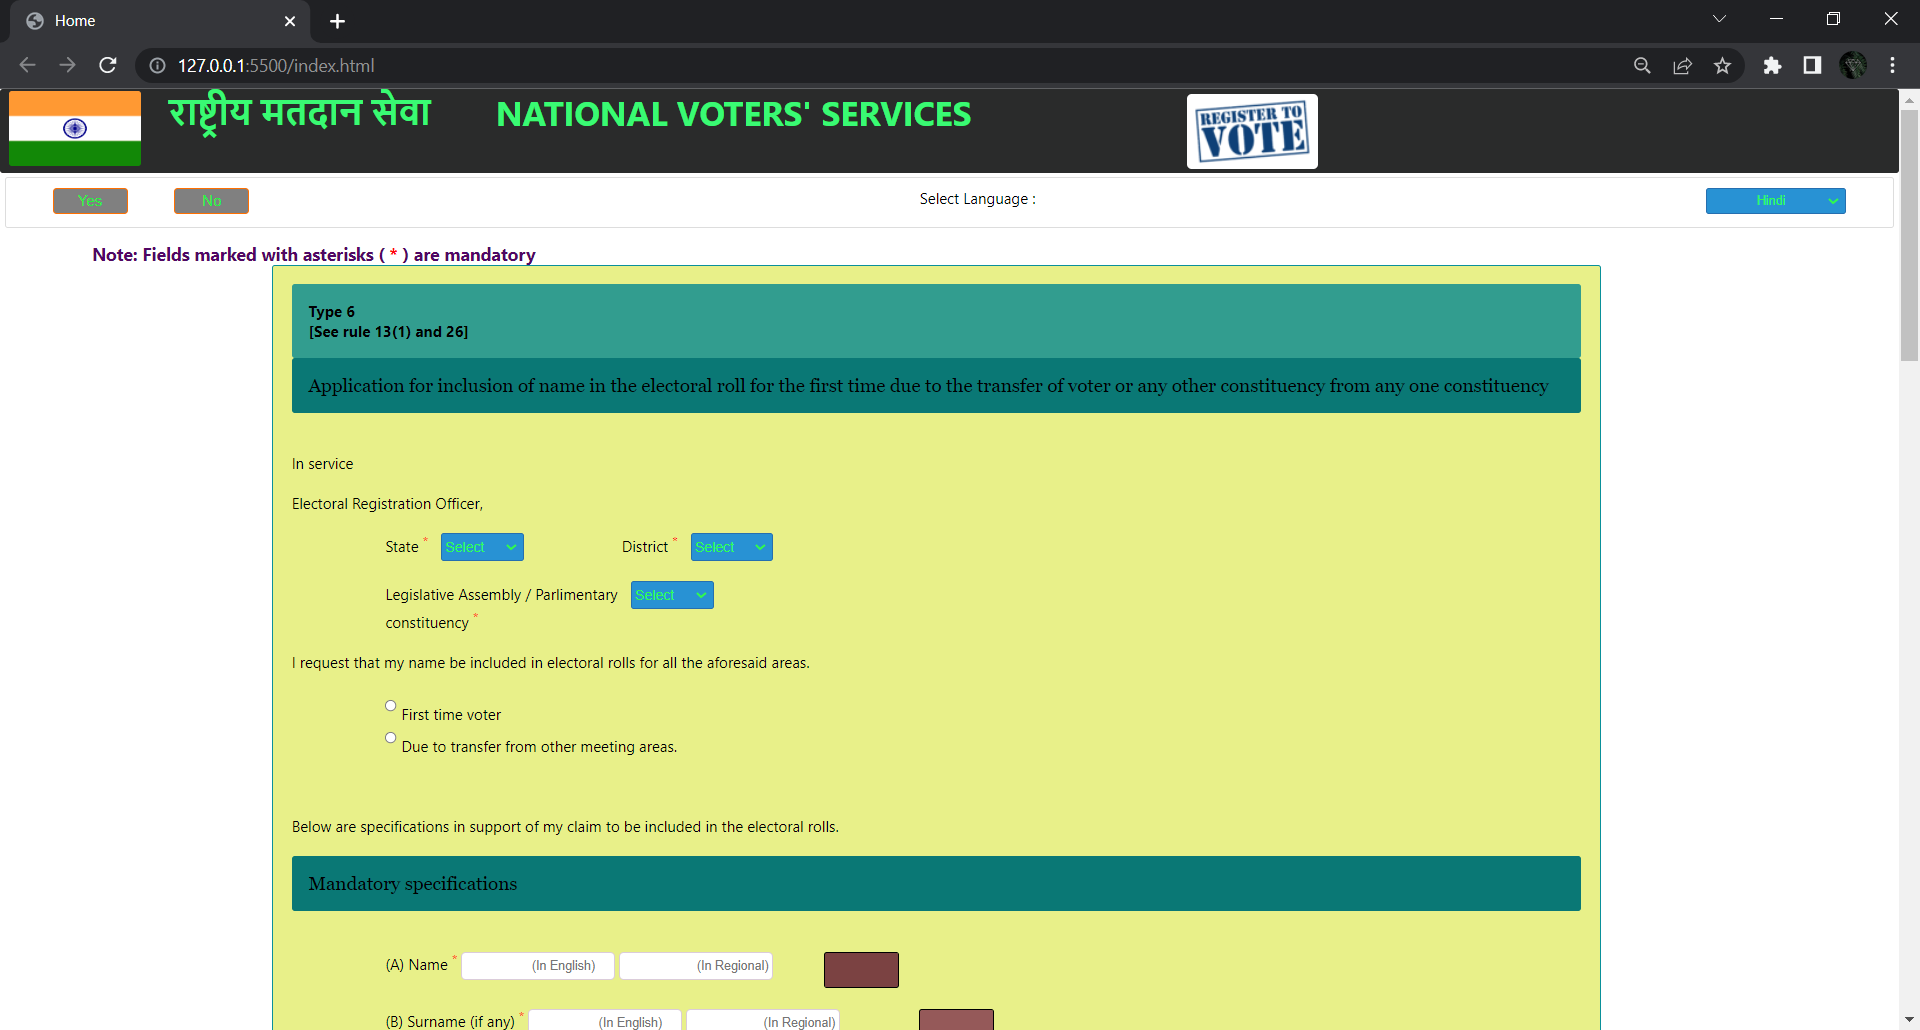 Home
127.0.0.1:5500/index.html
राष्ट्रीय मतदान सेवा NATIONAL VOTERS' SERVICES
REGISTER TO
VOTE
Yes No Select Language : Hindi
Note: Fields marked with asterisks ( * ) are mandatory
Type 6
[See rule 13(1) and 26]
Application for inclusion of name in the electoral roll for the first time due to the transfer of voter or any other constituency from any one constituency
In service
Electoral Registration Officer,
State * Select District * Select
Legislative Assembly / Parlimentary Select
constituency *
I request that my name be included in electoral rolls for all the aforesaid areas.
First time voter
Due to transfer from other meeting areas.
Below are specifications in support of my claim to be included in the electoral rolls.
Mandatory specifications
(A) Name * (In English) (In Regional)
(B) Surname (if any) * (In English) (In Regional)